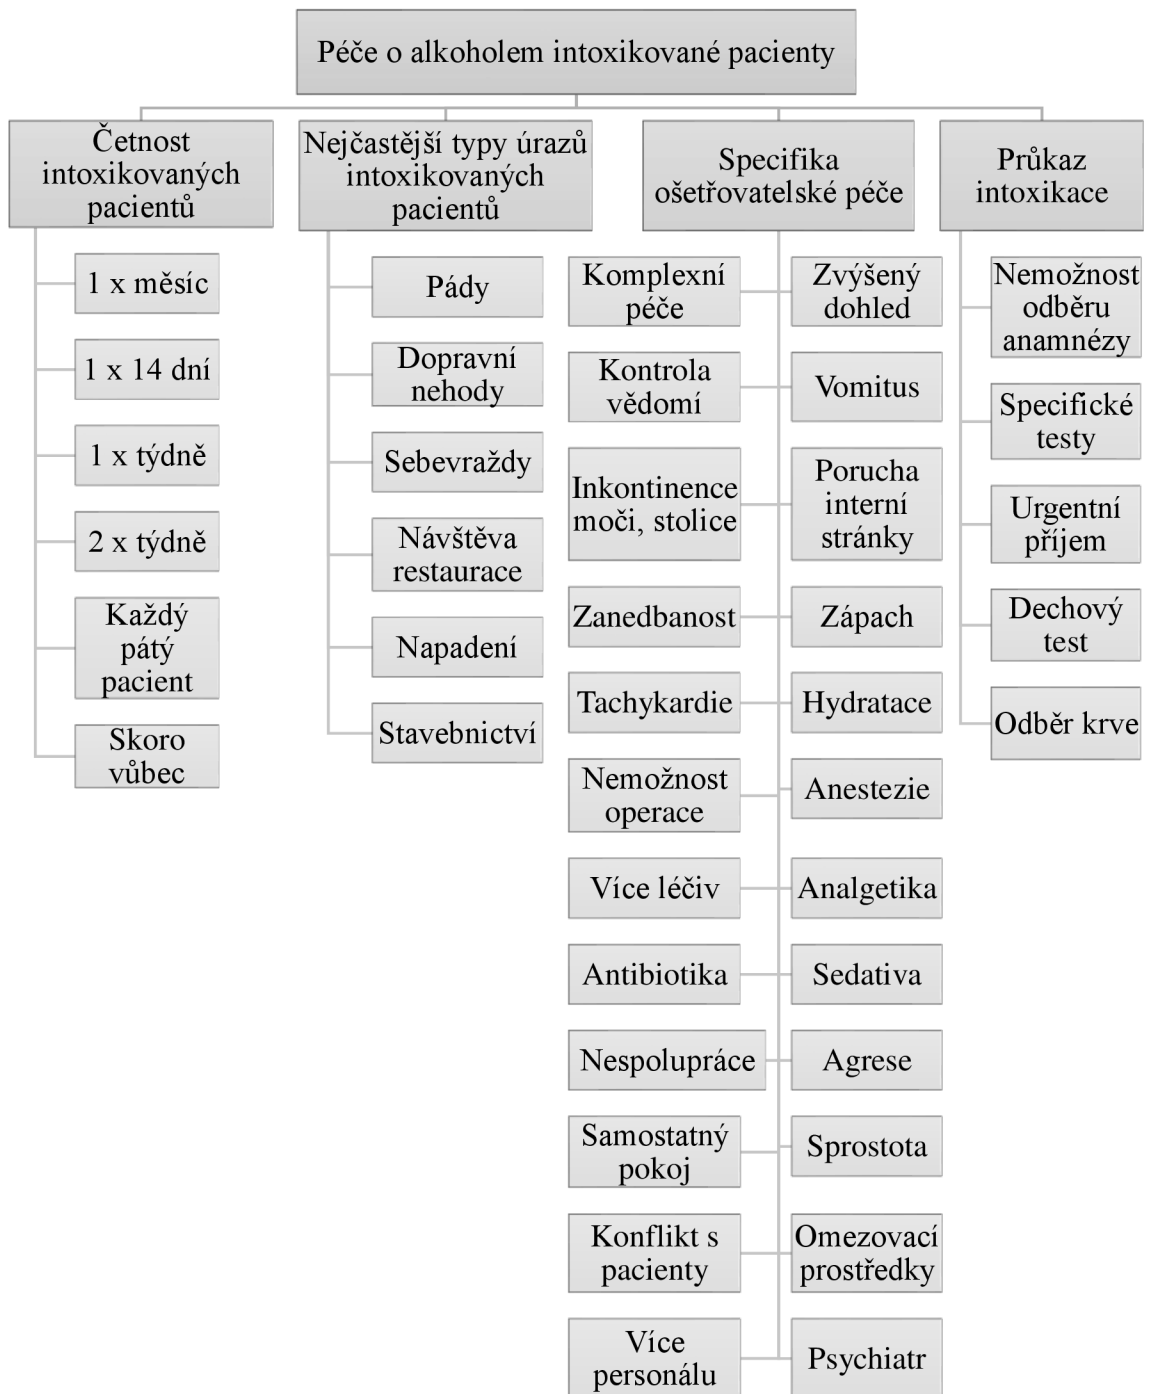 Péče o alkoholem intoxikované pacienty
Četnost
intoxikovaných
pacientů
1 x měsíc
1 x 14 dní
1 x týdně
2 x týdně
Každý
pátý
pacient
Skoro
vůbec
Nejčastější typy úrazů
intoxikovaných
pacientů
Pády
Dopravní
nehody
Sebevraždy
Návštěva
restaurace
Napadení
Stavebnictví
Specifika
ošetřovatelské péče
Komplexní
péče
Zvýšený
dohled
Kontrola
vědomí
Vomitus
Inkontinence
moči, stolice
Porucha
interní
stránky
Zanedbanost
Zápach
Tachykardie
Hydratace
Nemožnost
operace
Anestezie
Více léčiv
Analgetika
Antibiotika
Sedativa
Nespolupráce
Agrese
Samostatný
pokoj
Sprostota
Konflikt s
pacienty
Omezovací
prostředky
Více
personálu
Psychiatr
Průkaz
intoxikace
Nemožnost
odběru
anamnézy
Specifické
testy
Urgentní
příjem
Dechový
test
Odběr krve